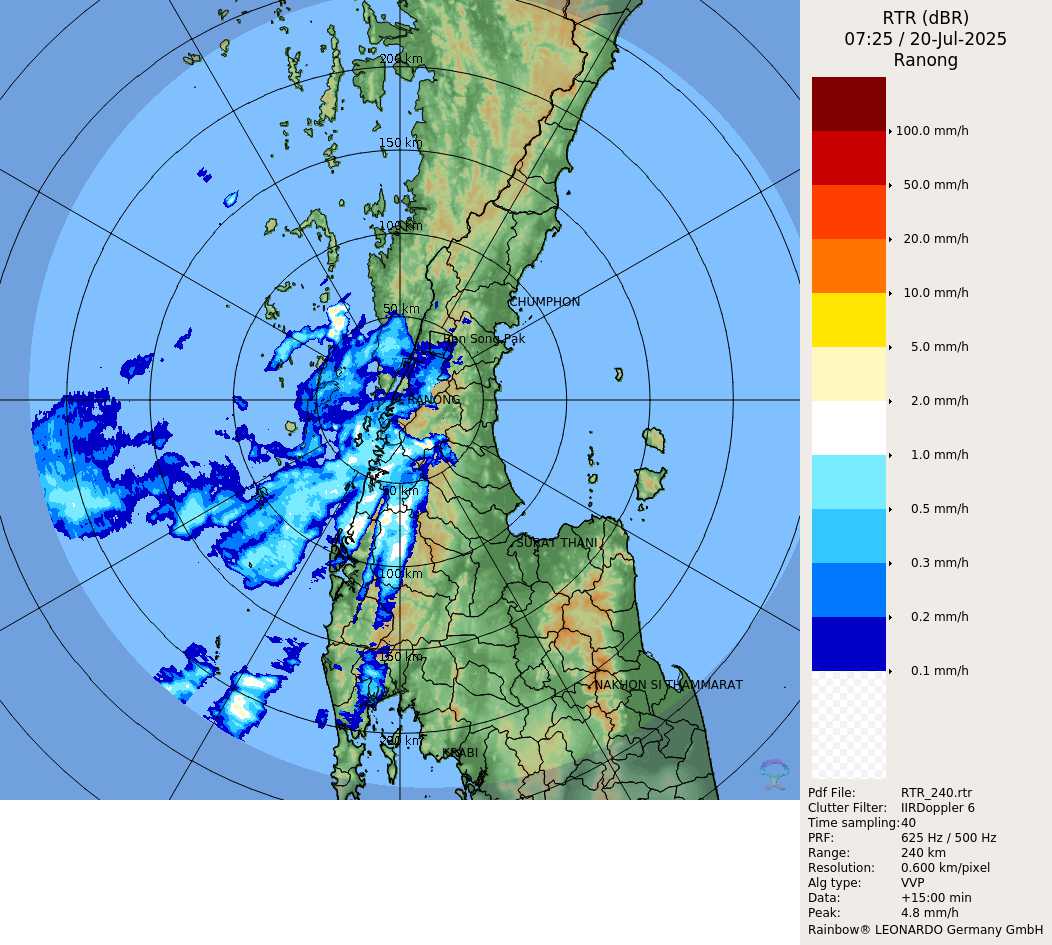 RTR (dBR)
07:25 / 20-Jul-2025
Ranong
200 km
150 km
100 km
50 km
CHUMPHON
Ban Song Pak
RANONG
50 km
SURAT THANI
100 km
150 km
NAKHON SI THAMMARAT
200 km
KRABI
100.0 mm/h
50.0 mm/h
20.0 mm/h
10.0 mm/h
5.0 mm/h
2.0 mm/h
1.0 mm/h
0.5 mm/h
0.3 mm/h
0.2 mm/h
0.1 mm/h
Pdf File: RTR_240.rtr
Clutter Filter: IIRDoppler 6
Time sampling: 40
PRF: 625 Hz / 500 Hz
Range: 240 km
Resolution: 0.600 km/pixel
Alg type: VVP
Data: +15:00 min
Peak: 4.8 mm/h
Rainbow® LEONARDO Germany GmbH